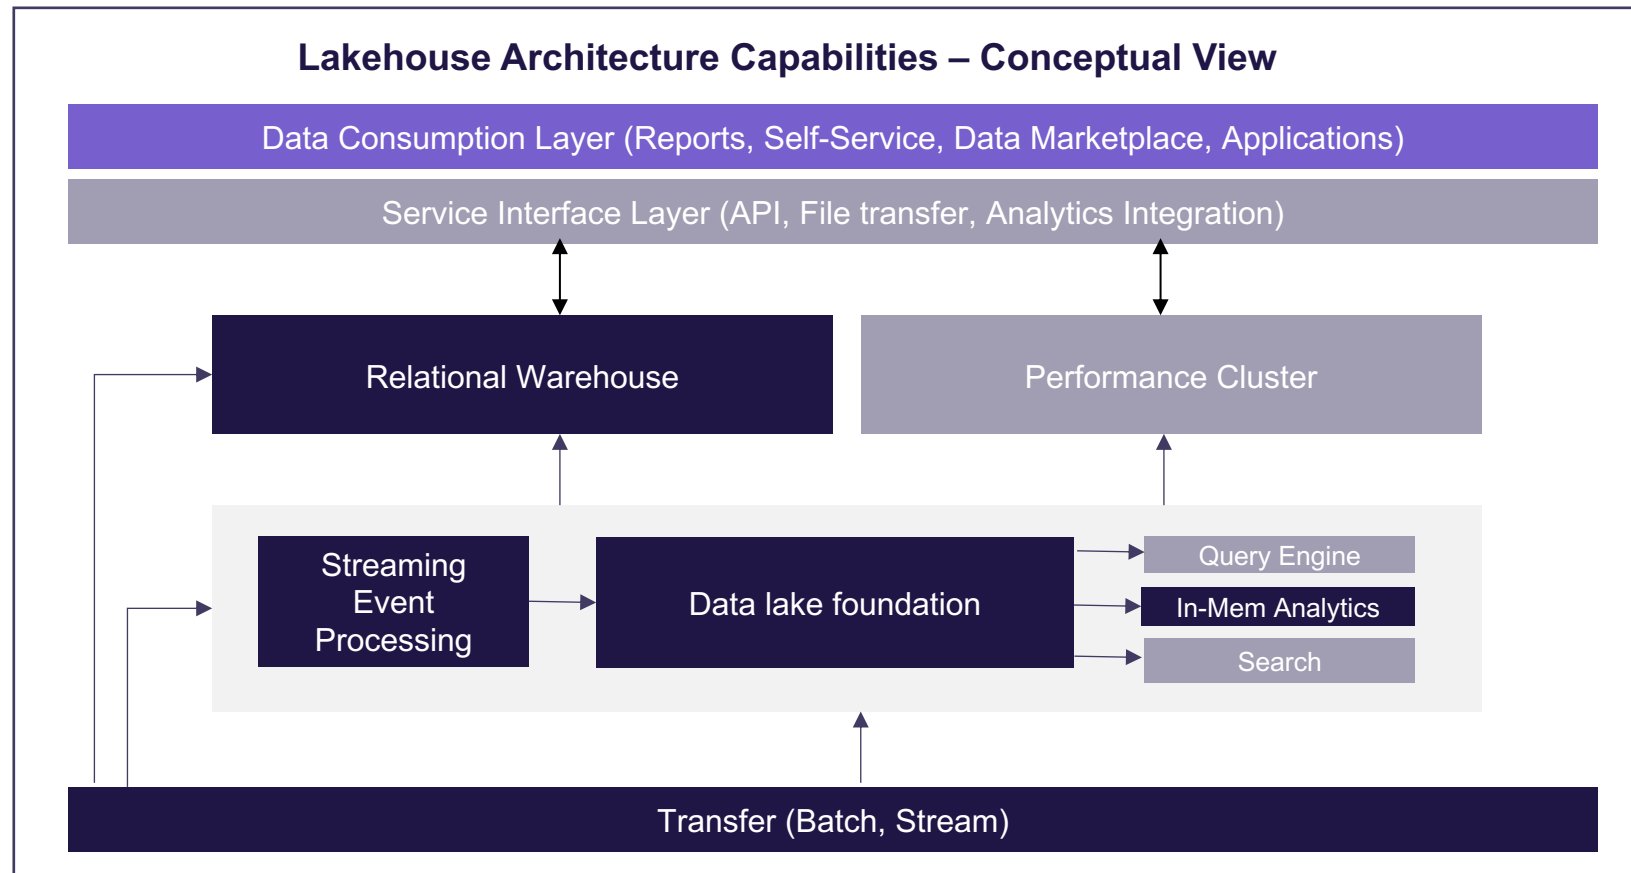 Lakehouse Architecture Capabilities – Conceptual View
Data Consumption Layer (Reports, Self-Service, Data Marketplace, Applications)
Service Interface Layer (API, File transfer, Analytics Integration)
Relational Warehouse
Performance Cluster
Streaming
Event
Processing
Data lake foundation
Query Engine
In-Mem Analytics
Search
Transfer (Batch, Stream)